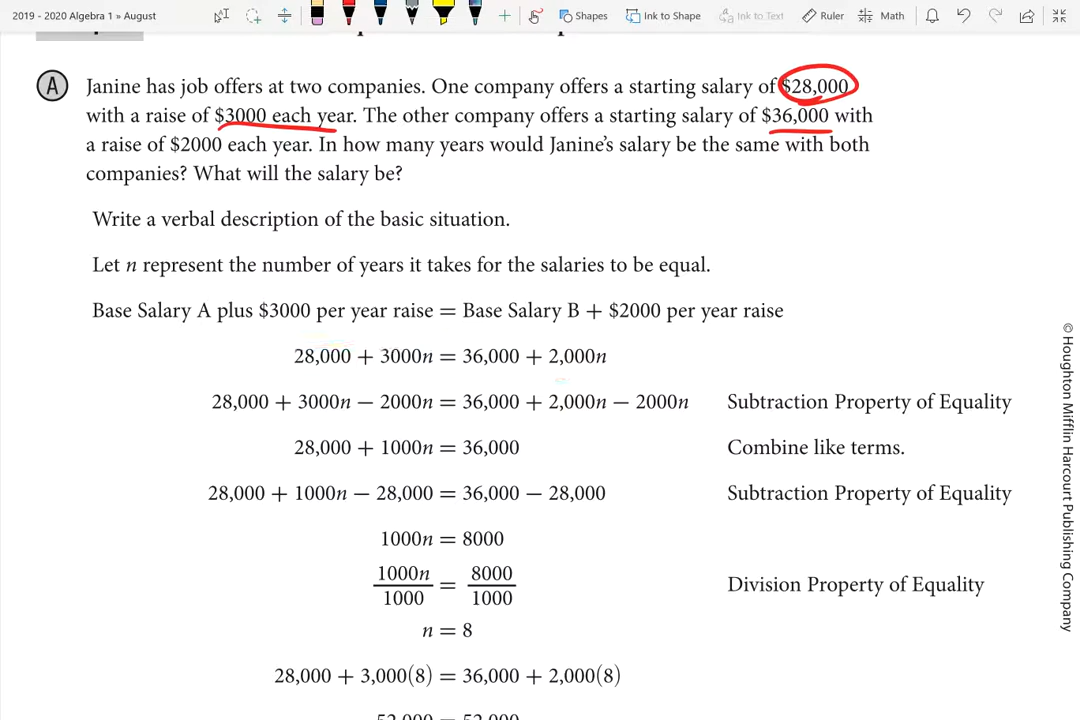 2019 - 2020 Algebra 1 » August
Shapes
Ink to Shape
Ink to Text
Ruler
Math
A
Janine has job offers at two companies. One company offers a starting salary of $28,000
with a raise of $3000 each year. The other company offers a starting salary of $36,000 with
a raise of $2000 each year. In how many years would Janine’s salary be the same with both
companies? What will the salary be?
Write a verbal description of the basic situation.
Let n represent the number of years it takes for the salaries to be equal.
Base Salary A plus $3000 per year raise = Base Salary B + $2000 per year raise
28,000 + 3000n = 36,000 + 2,000n
28,000 + 3000n − 2000n = 36,000 + 2,000n − 2000n Subtraction Property of Equality
28,000 + 1000n = 36,000 Combine like terms.
28,000 + 1000n − 28,000 = 36,000 − 28,000 Subtraction Property of Equality
1000n = 8000
1000n/1000 = 8000/1000 Division Property of Equality
n = 8
28,000 + 3,000(8) = 36,000 + 2,000(8)
52,000 = 52,000
© Houghton Mifflin Harcourt Publishing Company